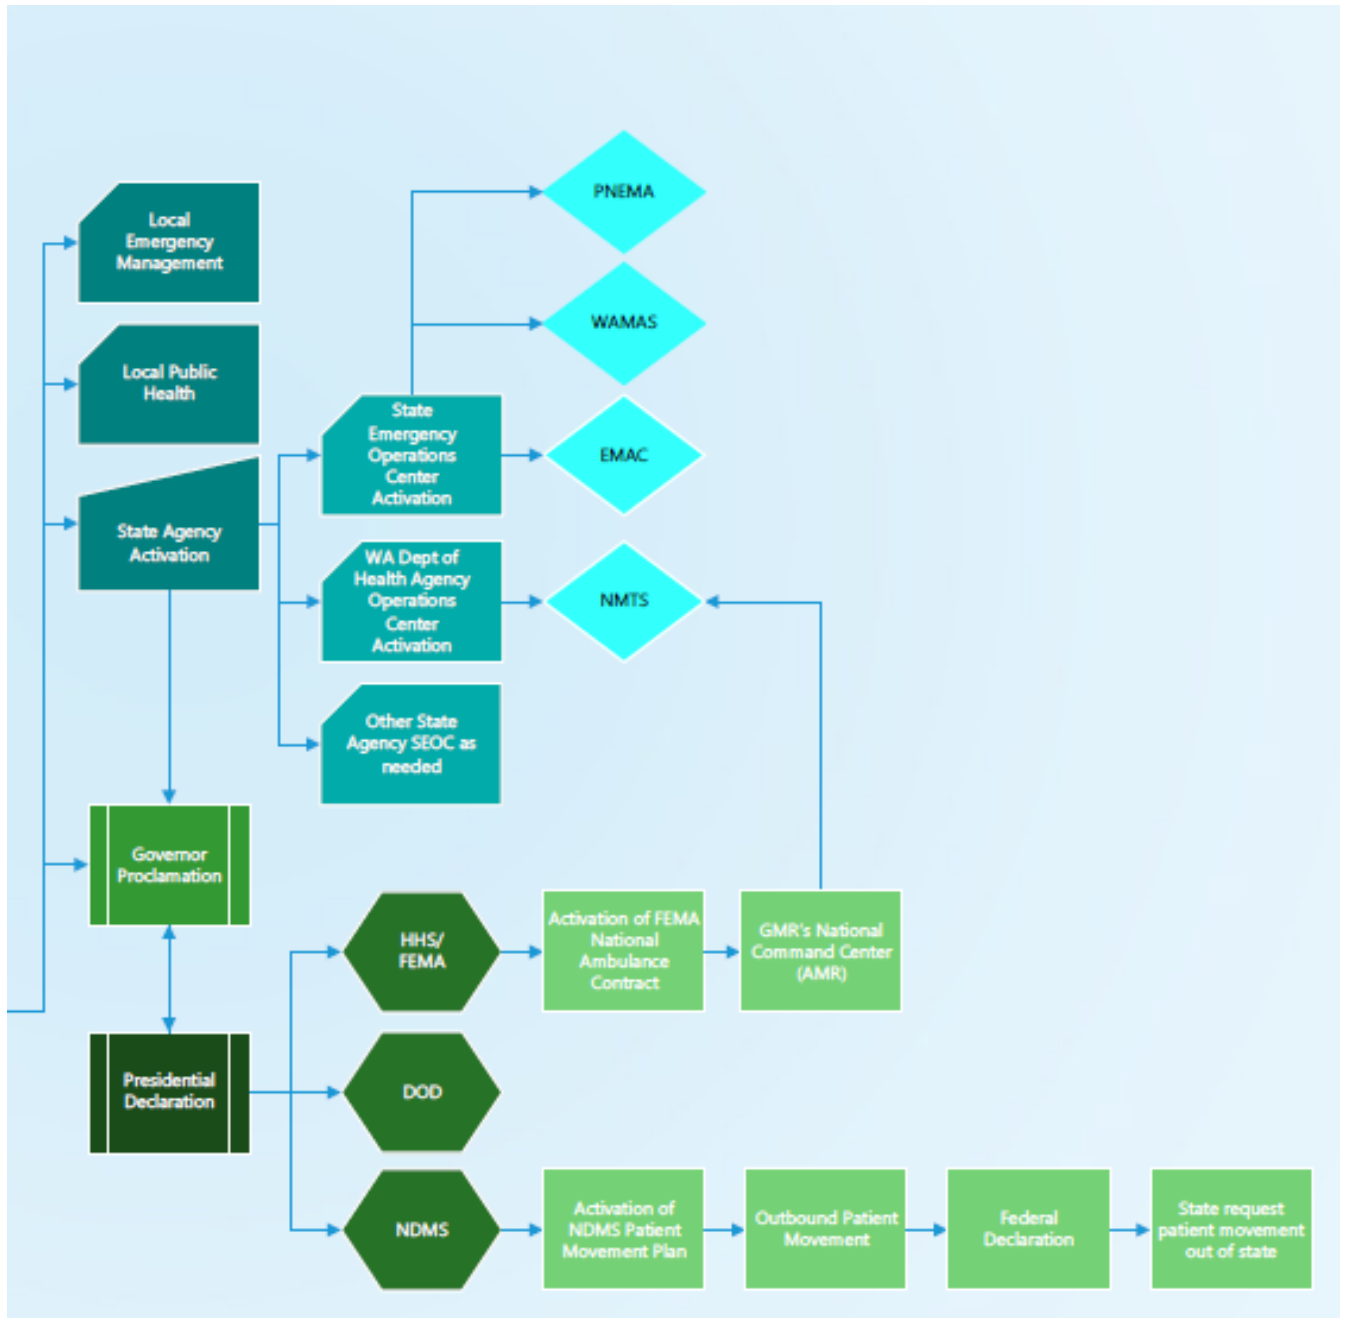 PNEMA
Local
Emergency
Management
WAMAS
Local Public
Health
State
Emergency
Operations
Center
Activation
EMAC
State Agency
Activation
WA Dept of
Health Agency
Operations
Center
Activation
NMTS
Other State
Agency SEOC as
needed
Governor
Proclamation
HHS/
FEMA
Activation of FEMA
National
Ambulance
Contract
GMR's National
Command Center
(AMR)
Presidential
Declaration
DOD
NDMS
Activation of
NDMS Patient
Movement Plan
Outbound Patient
Movement
Federal
Declaration
State request
patient movement
out of state